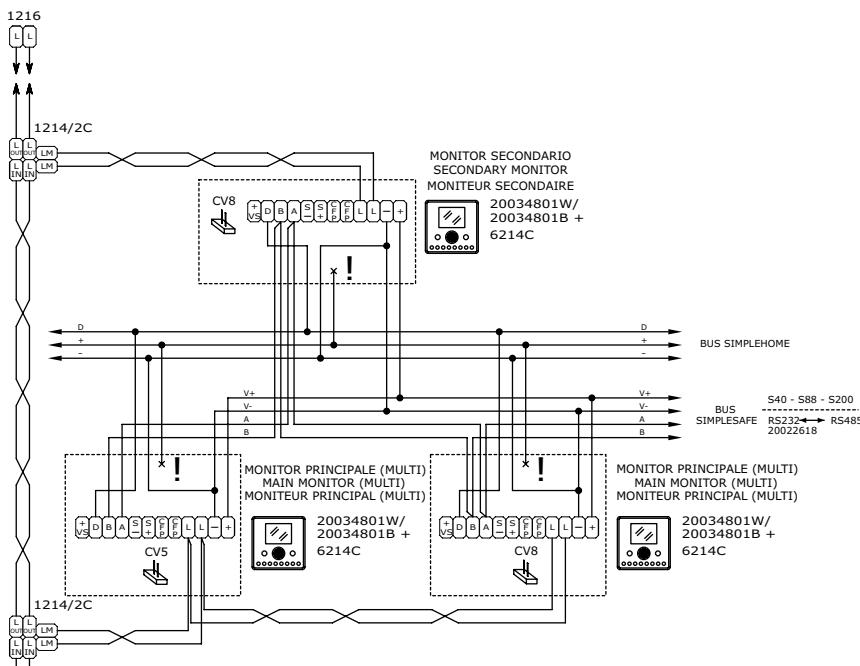 1216
L L
1214/2C
L OUT L OUT LM
L IN L IN LM
MONITOR SECONDARIO
SECONDARY MONITOR
MONITEUR SECONDAIRE
CV8
+ VS D B A S - S + C F P C F P L L - +
20034801W/
20034801B +
6214C
!
D D
+ + BUS SIMPLEHOME
- -
V+ V+
V- V-
A A
B B
BUS
SIMPLESAFE
S40 - S88 - S200
RS232 RS485
20022618
!
MONITOR PRINCIPALE (MULTI)
MAIN MONITOR (MULTI)
MONITEUR PRINCIPAL (MULTI)
+ VS D B A S - S + C F P C F P L L - +
CV5
20034801W/
20034801B +
6214C
!
MONITOR PRINCIPALE (MULTI)
MAIN MONITOR (MULTI)
MONITEUR PRINCIPAL (MULTI)
+ VS D B A S - S + C F P C F P L L - +
CV8
20034801W/
20034801B +
6214C
1214/2C
L OUT L OUT LM
L IN L IN LM